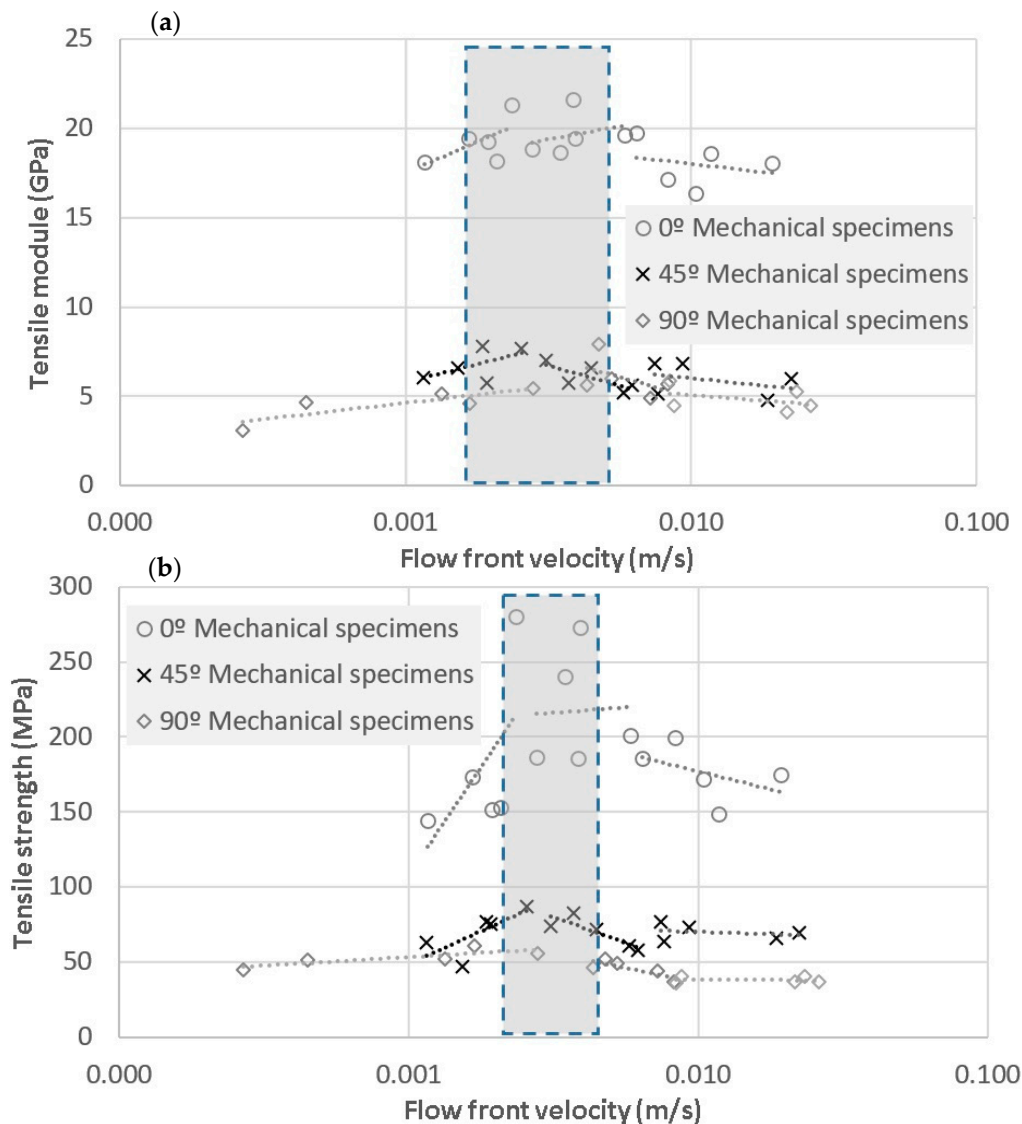 (a)
25
20
15
10
5
0
Tensile module (GPa)
0º Mechanical specimens
45º Mechanical specimens
90º Mechanical specimens
0.000 0.001 0.010 0.100
Flow front velocity (m/s)
(b)
300
250
200
150
100
50
0
Tensile strength (MPa)
0º Mechanical specimens
45º Mechanical specimens
90º Mechanical specimens
0.000 0.001 0.010 0.100
Flow front velocity (m/s)